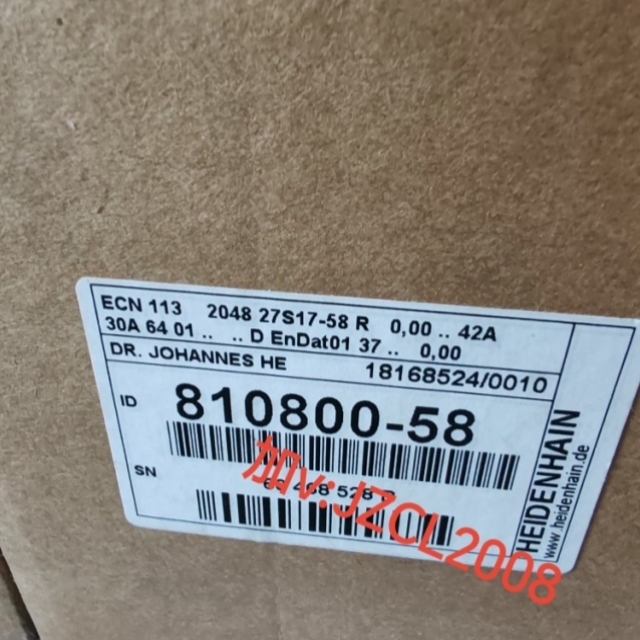 ECN 113 2048 27S17-58 R 0,00 .. 42A
30A 64 01 .. .. D EnDat01 37 .. 0,00
DR. JOHANNES HE 18168524/0010
ID 810800-58
SN
HEIDENHAIN
www.heidenhain.de
加v:JZCL2008